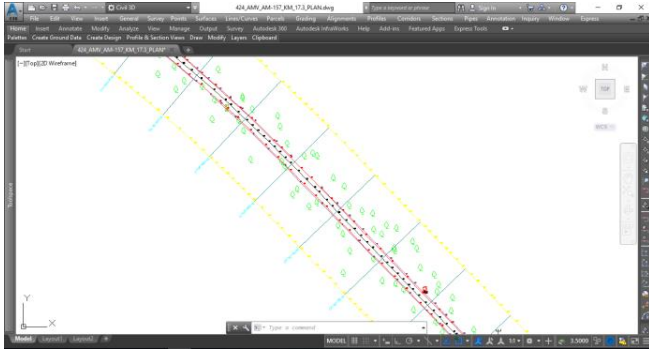 Civil 3D 424_AMV_AM-157_KM_17.3_PLAN.dwg Type a keyword or phrase Sign In
File Edit View Insert General Survey Points Surfaces Lines/Curves Parcels Grading Alignments Profiles Corridors Sections Pipes Annotation Inquiry Window Express
Home Insert Annotate Modify Analyze View Manage Output Survey Autodesk 360 Autodesk InfraWorks Help Add-ins Featured Apps Express Tools
Palettes Create Ground Data Create Design Profile & Section Views Draw Modify Layers Clipboard
Start 424_AMV_AM-157_KM_17.3_PLAN*
[-][Top][2D Wireframe]
N
W TOP E
S
WCS
Toolspace
Y
X
Type a command
Model Layout1 Layout2 MODEL 1:1 3.5000